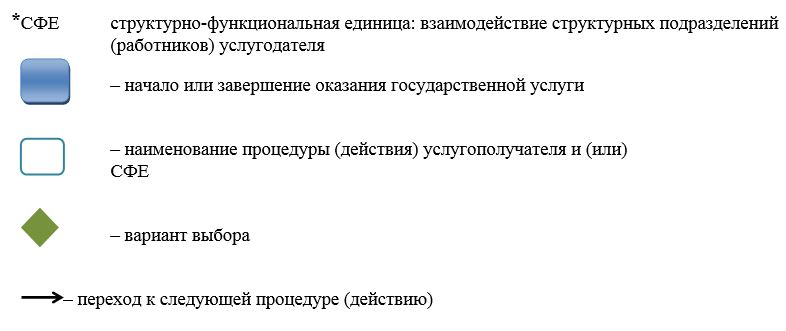 *СФЕ структурно-функциональная единица: взаимодействие структурных подразделений
(работников) услугодателя
– начало или завершение оказания государственной услуги
– наименование процедуры (действия) услугополучателя и (или)
СФЕ
– вариант выбора
– переход к следующей процедуре (действию)